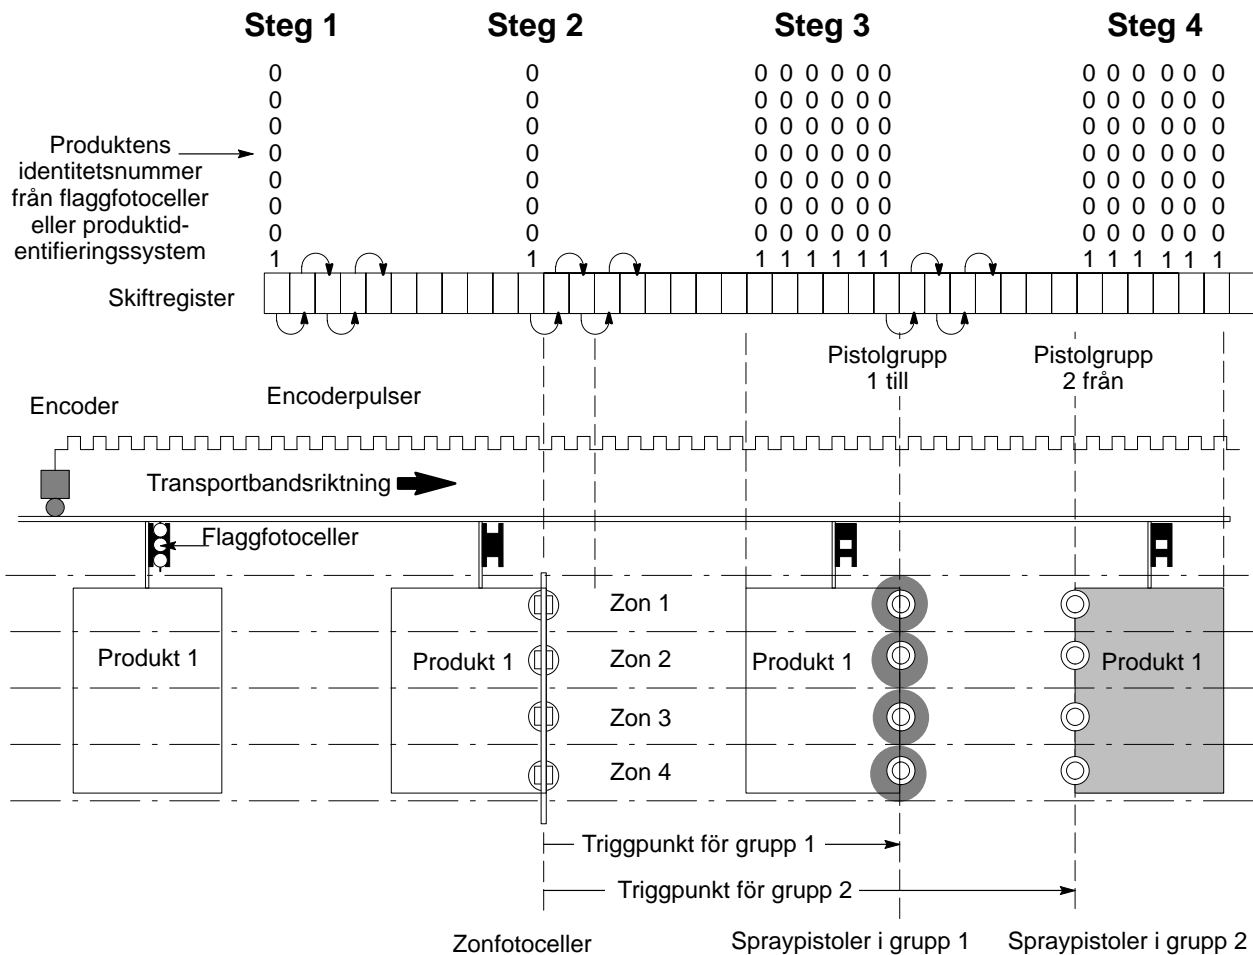 Steg 1 Steg 2 Steg 3 Steg 4
0 0 0 0 0 0 0 0 0 0 0 0 0 0
0 0 0 0 0 0 0 0 0 0 0 0 0 0
0 0 0 0 0 0 0 0 0 0 0 0 0 0
0 0 0 0 0 0 0 0 0 0 0 0 0 0
0 0 0 0 0 0 0 0 0 0 0 0 0 0
0 0 0 0 0 0 0 0 0 0 0 0 0 0
0 0 0 0 0 0 0 0 0 0 0 0 0 0
1 1 1 1 1 1 1 1 1 1 1 1 1 1
Produktens
identitetsnummer
från flaggfotoceller
eller produktid-
entifieringssystem
Skiftregister
Pistolgrupp
1 till
Pistolgrupp
2 från
Encoder
Encoderpulser
Transportbandsriktning
Flaggfotoceller
Zon 1
Produkt 1 Produkt 1 Zon 2 Produkt 1 Produkt 1
Zon 3
Zon 4
Triggpunkt för grupp 1
Triggpunkt för grupp 2
Zonfotoceller Spraypistoler i grupp 1 Spraypistoler i grupp 2